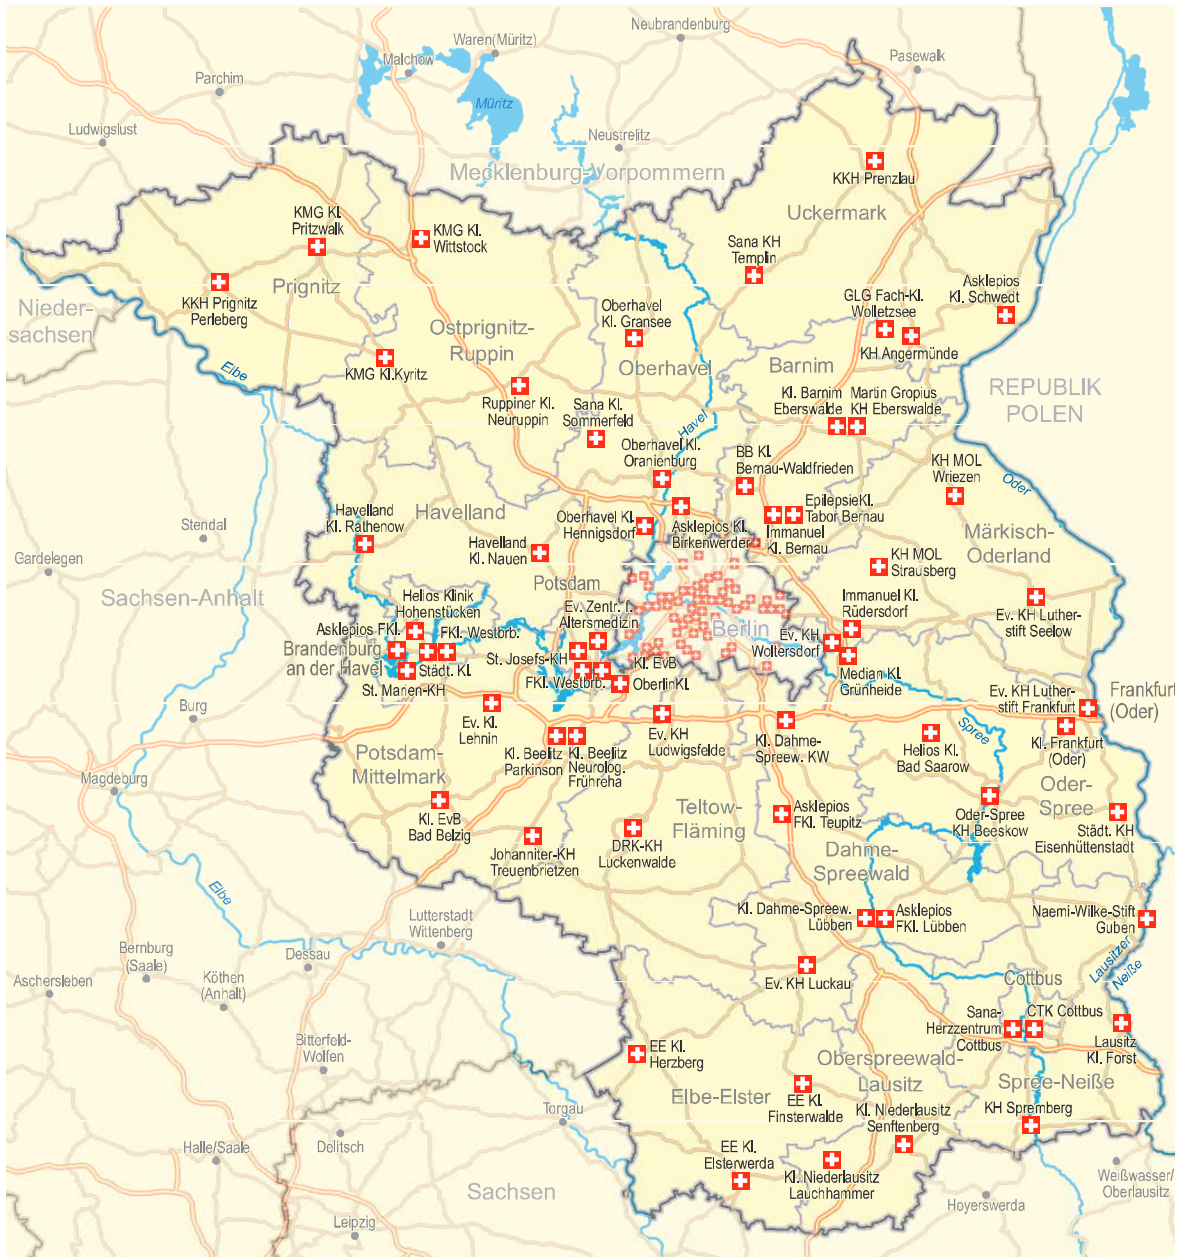 Neubrandenburg
Waren(Müritz)
Malchow
Pasewalk
Parchim
Müritz
Ludwigslust
Neustrelitz
Mecklenburg-Vorpommern
KKH Prenzlau
Uckermark
KMG Kl.
Pritzwalk
KMG Kl.
Wittstock
Sana KH
Templin
KKH Prignitz
Perleberg
Prignitz
Nieder-
sachsen
Asklepios
Kl. Schwedt
GLG Fach-Kl.
Wolletzsee
KH Angermünde
Oberhavel
Kl. Gransee
Ostprignitz-
Ruppin
Oberhavel
Barnim
Elbe
KMG Kl.Kyritz
REPUBLIK
POLEN
Ruppiner Kl.
Neuruppin
Sana Kl.
Sommerfeld
Kl. Barnim
Eberswalde
Martin Gropius
KH Eberswalde
Havel
Oberhavel Kl.
Oranienburg
BB Kl.
Bernau-Waldfrieden
KH MOL
Wriezen
Oder
Havelland
Kl. Rathenow
Havelland
Stendal
EpilepsieKl.
Tabor Bernau
Oberhavel Kl.
Hennigsdorf
Asklepios Kl.
Birkenwerder
Immanuel
Kl. Bernau
Märkisch-
Oderland
Gardelegen
Havelland
Kl. Nauen
KH MOL
Strausberg
Sachsen-Anhalt
Potsdam
Helios Klinik
Hohenstücken
Ev. Zentr. f.
Altersmedizin
Immanuel Kl.
Rüdersdorf
Ev. KH Luther-
stift Seelow
Asklepios FKl.
FKl. Westbrb.
Berlin
Ev. KH
Woltersdorf
Brandenburg
an der Havel
Städt. Kl.
St. Josefs-KH
Kl. EvB
St. Marien-KH
FKl. Westbrb.
OberlinKl.
Median Kl.
Grünheide
Ev. KH Luther-
stift Frankfurt
Frankfurt
(Oder)
Burg
Ev. Kl.
Lehnin
Ev. KH
Ludwigsfelde
Kl. Dahme-
Spreew. KW
Helios Kl.
Bad Saarow
Spree
Kl. Frankfurt
(Oder)
Kl. Beelitz
Parkinson
Kl. Beelitz
Neurolog.
Frühreha
Potsdam-
Mittelmark
Magdeburg
Oder-
Spree
Kl. EvB
Bad Belzig
Teltow-
Fläming
Asklepios
FKl. Teupitz
Oder-Spree
KH Beeskow
Städt. KH
Eisenhüttenstadt
Johanniter-KH
Treuenbrietzen
DRK-KH
Luckenwalde
Dahme-
Spreewald
Elbe
Lutterstadt
Wittenberg
Kl. Dahme-Spreew.
Lübben
Asklepios
FKl. Lübben
Naemi-Wilke-Stift
Guben
Bernburg
(Saale)
Dessau
Aschersleben
Köthen
(Anhalt)
Ev. KH Luckau
Lausitzer
Neiße
Cottbus
Sana-
Herzzentrum
Cottbus
CTK Cottbus
Lausitz
Kl. Forst
Bitterfeld-
Wolfen
EE Kl.
Herzberg
Oberspreewald-
Lausitz
Elbe-Elster
Spree-Neiße
EE Kl.
Finsterwalde
Kl. Niederlausitz
Senftenberg
KH Spremberg
Torgau
Halle/Saale
Delitsch
EE Kl.
Elsterwerda
Kl. Niederlausitz
Lauchhammer
Weißwasser/
Oberlausitz
Sachsen
Hoyerswerda
Leipzig